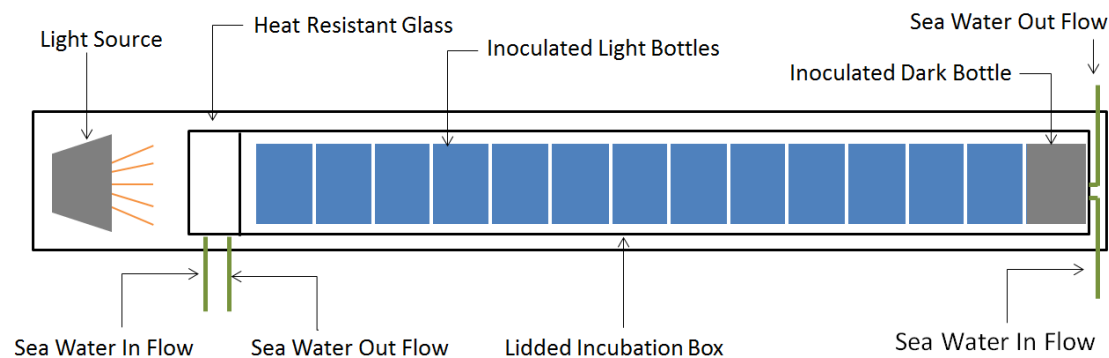 Sea Water Out Flow
Heat Resistant Glass
Light Source
Inoculated Light Bottles
Inoculated Dark Bottle
Sea Water In Flow
Sea Water Out Flow
Lidded Incubation Box
Sea Water In Flow